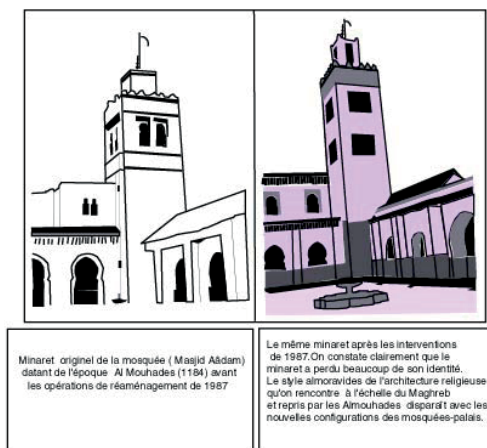 Minaret originel de la mosquée ( Masjid Aâdam)
datant de l'époque Al Mouhades (1184) avant
les opérations de réaménagement de 1987
Le même minaret après les interventions
de 1987.On constate clairement que le
minaret a perdu beaucoup de son identité.
Le style almoravides de l'architecture religieuse
qu'on rencontre à l'échelle du Maghreb
et repris par les Almouhades disparaît avec les
nouvelles configurations des mosquées-palais.